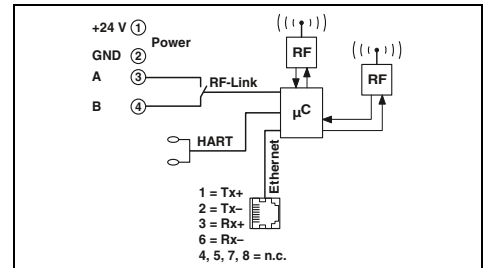 +24 V 1
Power
GND 2
A 3
RF-Link
B 4
RF
RF
µC
HART
Ethernet
1 = Tx+
2 = Tx–
3 = Rx+
6 = Rx–
4, 5, 7, 8 = n.c.